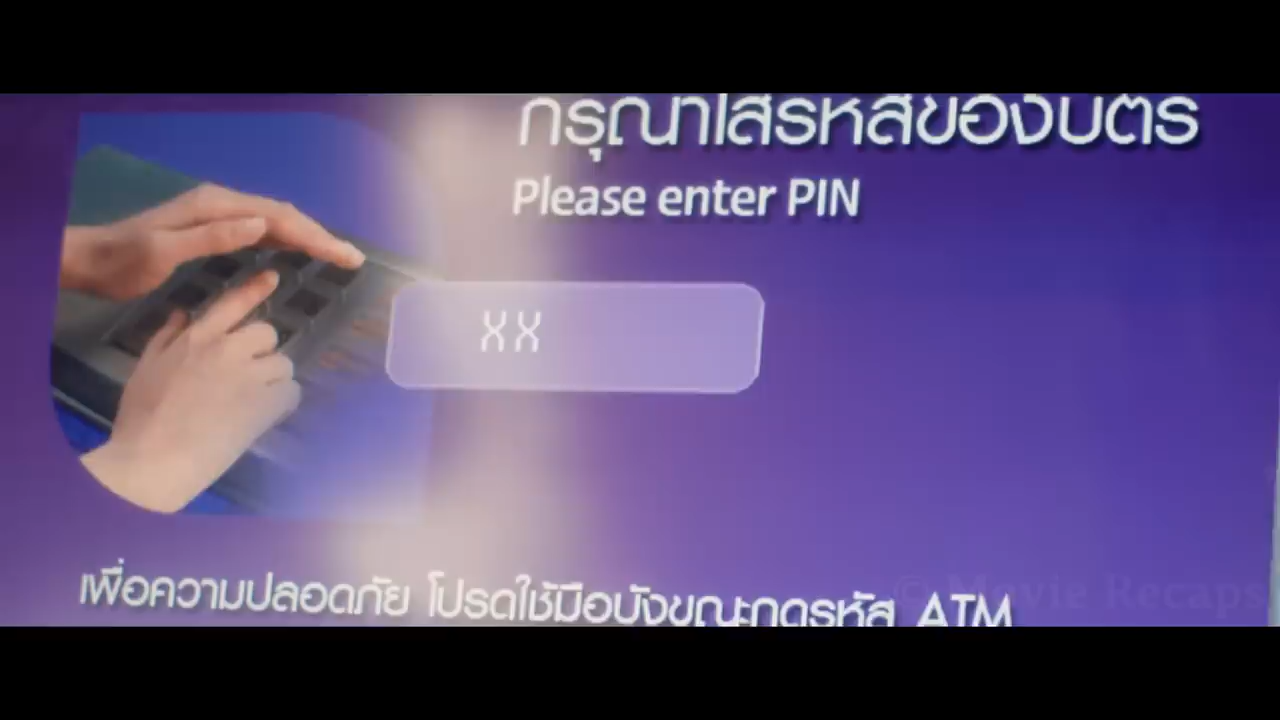 กรุณาใส่รหัสของบัตร
Please enter PIN
XX
เพื่อความปลอดภัย โปรดใช้มือบังขณะกดรหัส ATM
© Movie Recaps